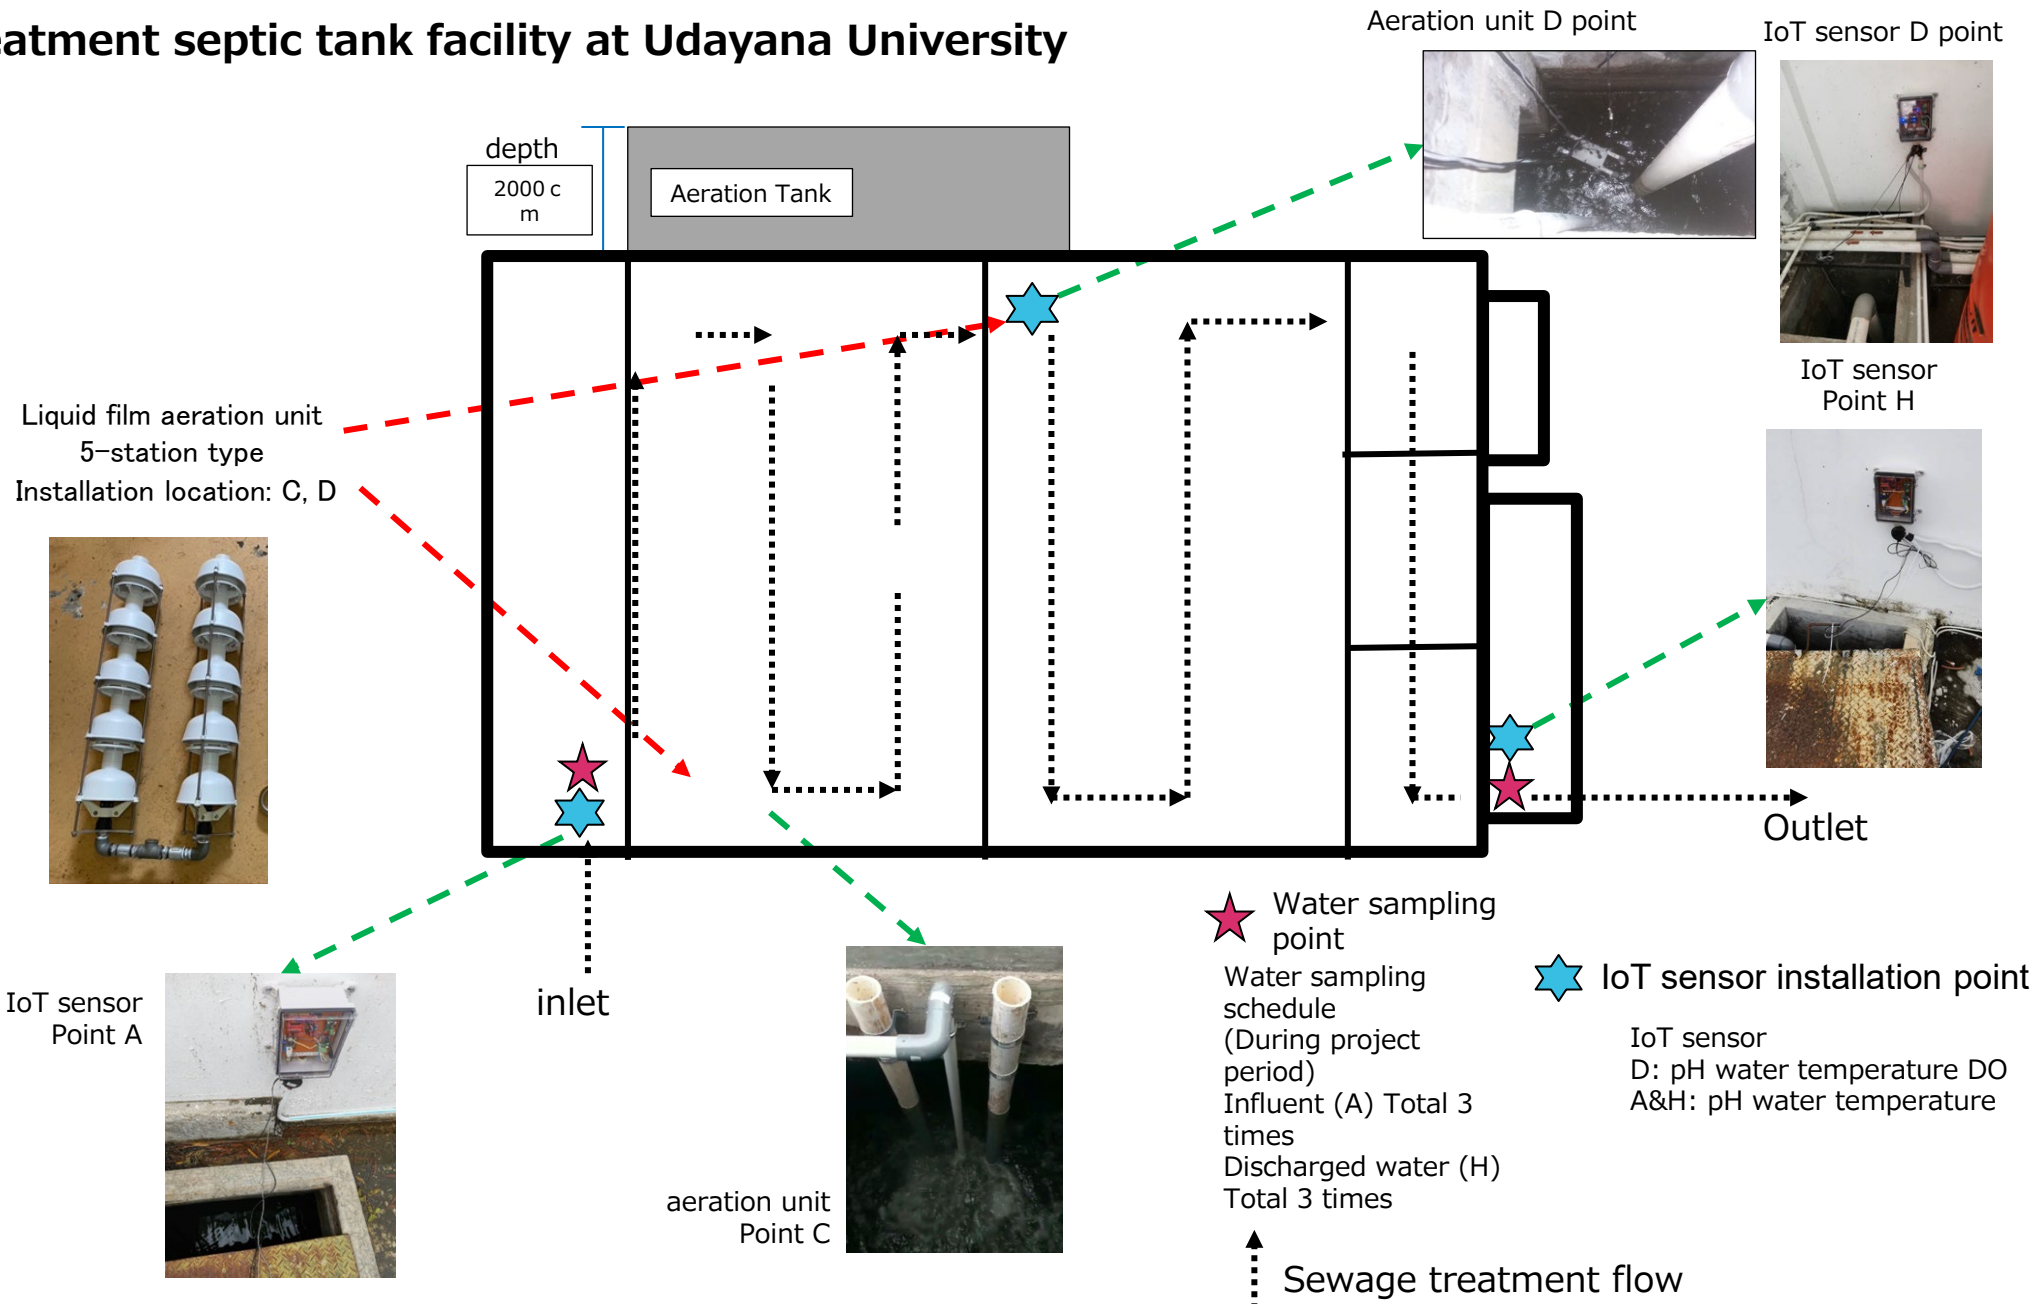 eatment septic tank facility at Udayana University
Aeration unit D point
IoT sensor D point
depth
2000 c
m
Aeration Tank
IoT sensor
Point H
Liquid film aeration unit
5-station type
Installation location: C, D
Outlet
inlet
IoT sensor
Point A
aeration unit
Point C
Water sampling
point
Water sampling
schedule
(During project
period)
Influent (A) Total 3
times
Discharged water (H)
Total 3 times
IoT sensor installation point
IoT sensor
D: pH water temperature DO
A&H: pH water temperature
Sewage treatment flow